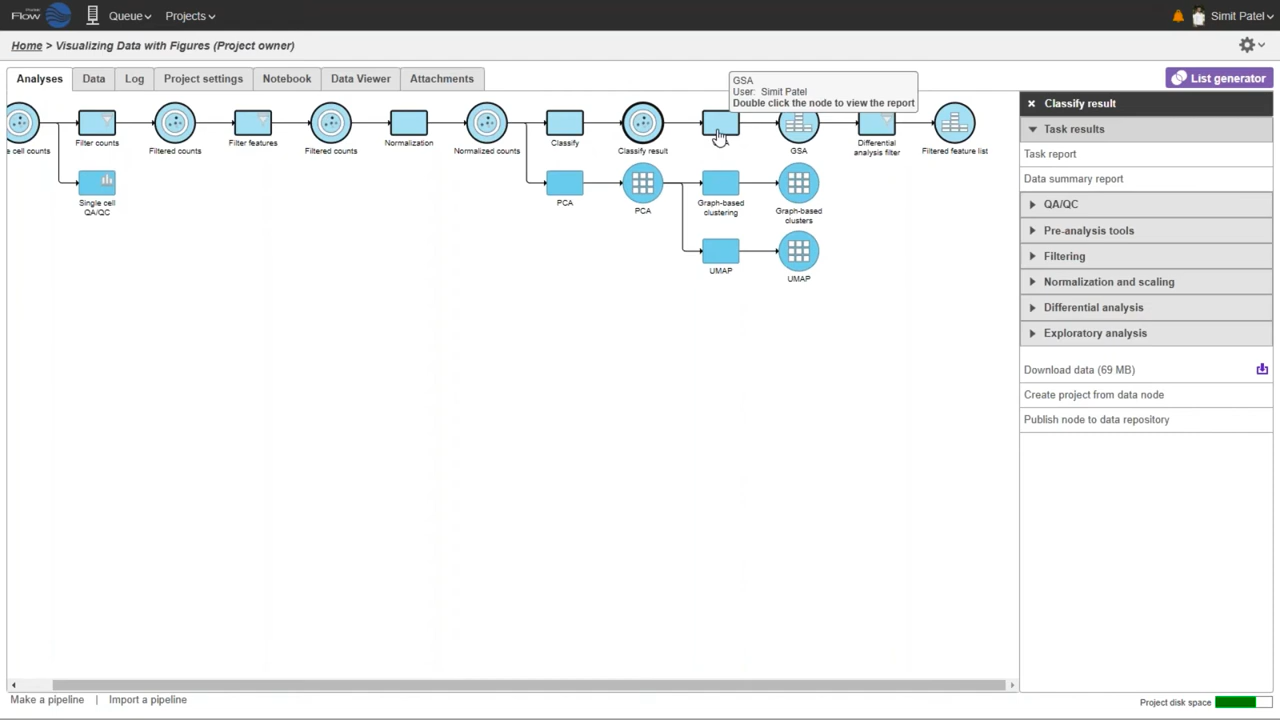 Flow
Queue
Projects
Simit Patel
Home > Visualizing Data with Figures (Project owner)
Analyses
Data
Log
Project settings
Notebook
Data Viewer
Attachments
List generator
GSA
User: Simit Patel
Double click the node to view the report
Classify result
Task results
Task report
Data summary report
QA/QC
Pre-analysis tools
Filtering
Normalization and scaling
Differential analysis
Exploratory analysis
Download data (69 MB)
Create project from data node
Publish node to data repository
e cell counts
Filter counts
Filtered counts
Filter features
Filtered counts
Normalization
Normalized counts
Classify
Classify result
GSA
Differential
analysis filter
Filtered feature list
Single cell
QA/QC
PCA
PCA
Graph-based
clustering
Graph-based
clusters
UMAP
UMAP
Make a pipeline | Import a pipeline
Project disk space